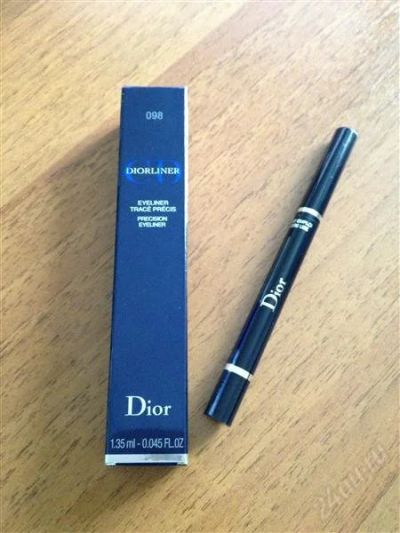 098
DIORLINER
EYELINER
TRACÉ PRÉCIS
PRECISION
EYELINER
Dior
1.35 ml - 0.045 FL.OZ
Dior